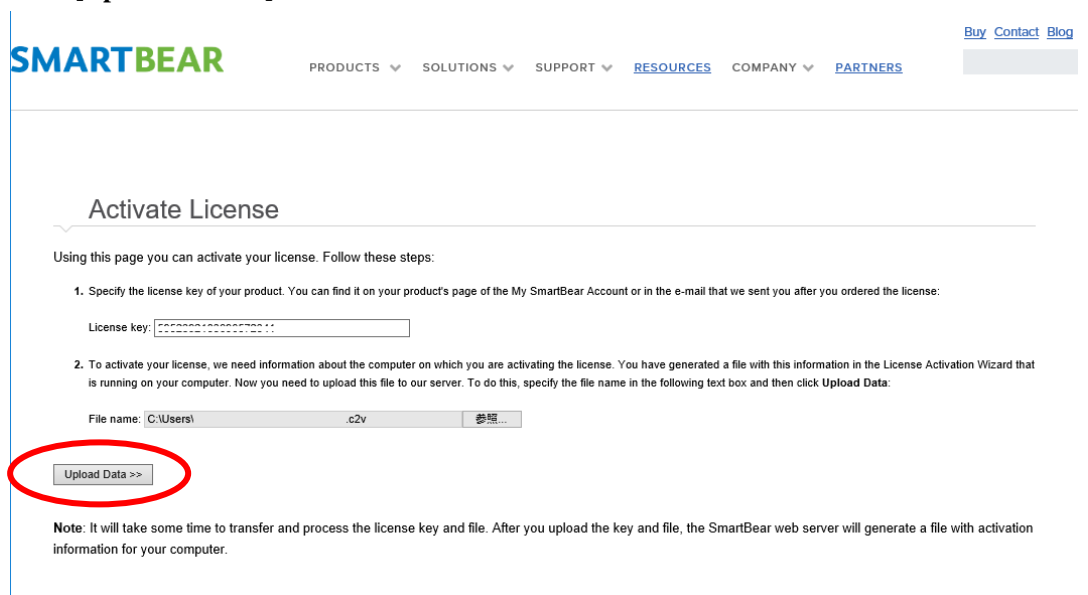 Buy Contact Blog
SMARTBEAR
PRODUCTS SOLUTIONS SUPPORT RESOURCES COMPANY PARTNERS
Activate License
Using this page you can activate your license. Follow these steps:
1. Specify the license key of your product. You can find it on your product's page of the My SmartBear Account or in the e-mail that we sent you after you ordered the license:
License key:
2. To activate your license, we need information about the computer on which you are activating the license. You have generated a file with this information in the License Activation Wizard that
is running on your computer. Now you need to upload this file to our server. To do this, specify the file name in the following text box and then click Upload Data:
File name: C:\Users\ .c2v 参照...
Upload Data >>
Note: It will take some time to transfer and process the license key and file. After you upload the key and file, the SmartBear web server will generate a file with activation
information for your computer.